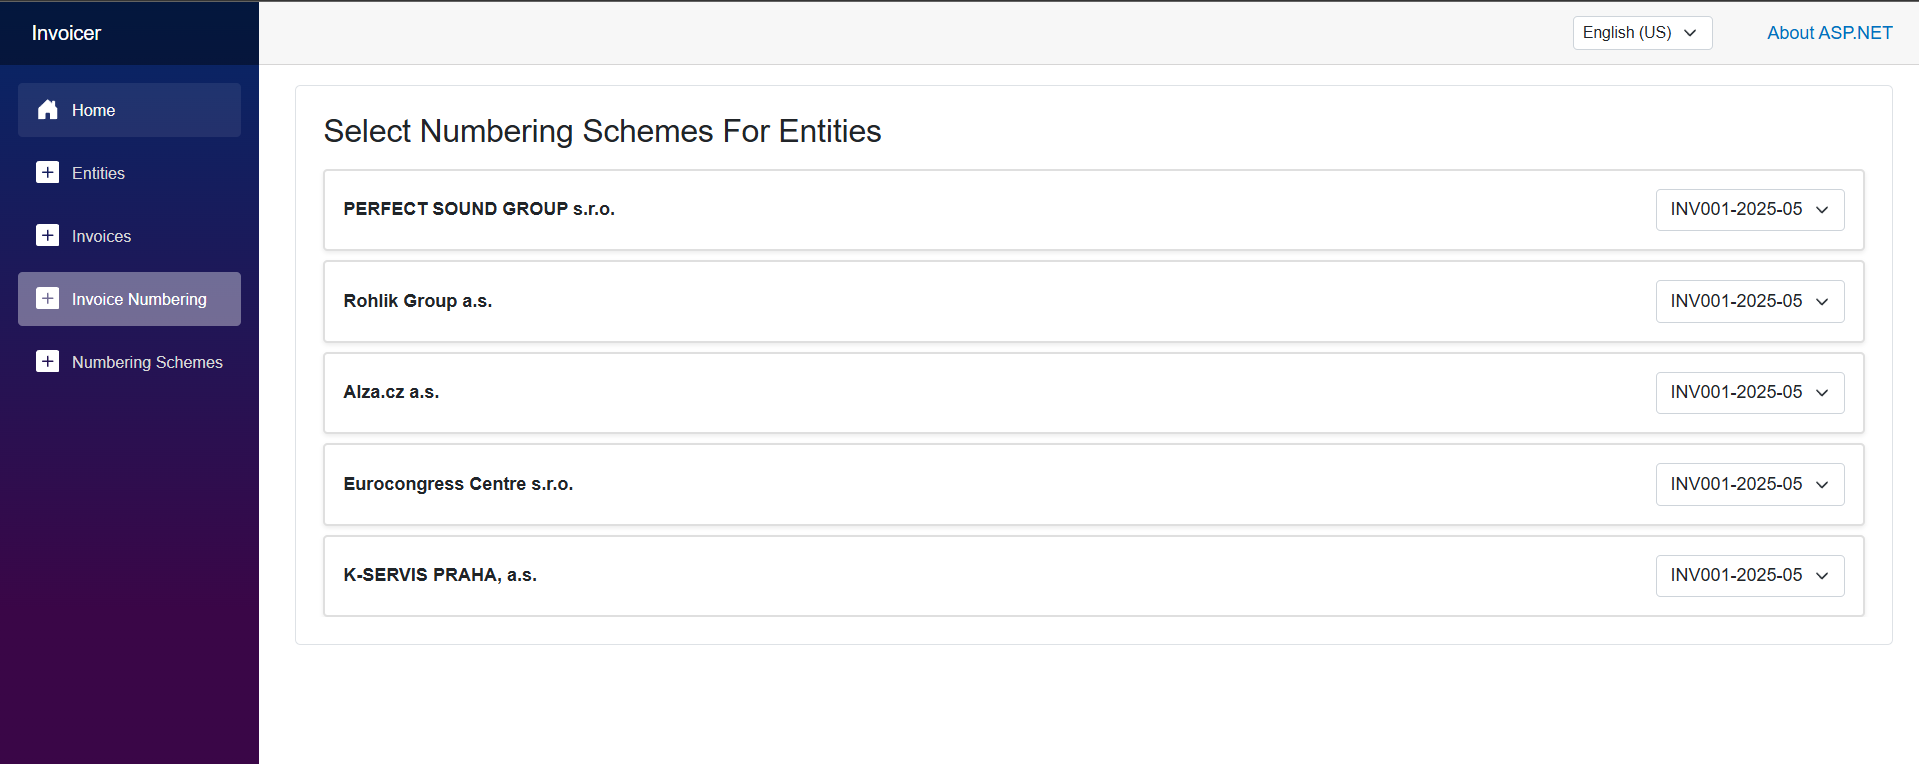 Invoicer
English (US)
About ASP.NET
Home
Entities
Invoices
Invoice Numbering
Numbering Schemes
Select Numbering Schemes For Entities
PERFECT SOUND GROUP s.r.o.
INV001-2025-05
Rohlik Group a.s.
INV001-2025-05
Alza.cz a.s.
INV001-2025-05
Eurocongress Centre s.r.o.
INV001-2025-05
K-SERVIS PRAHA, a.s.
INV001-2025-05